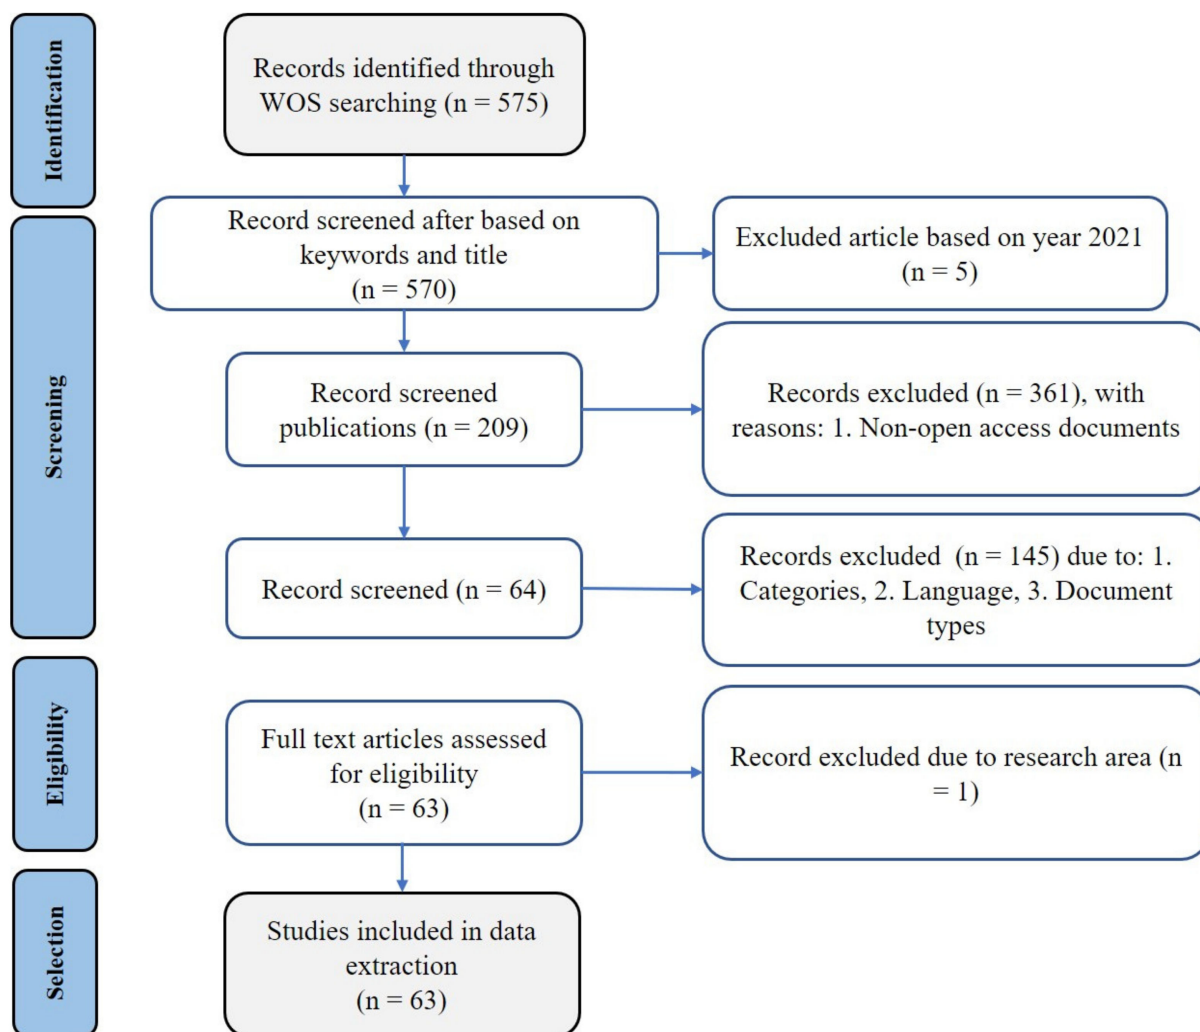 Identification
Records identified through
WOS searching (n = 575)
Screening
Record screened after based on
keywords and title
(n = 570)
Excluded article based on year 2021
(n = 5)
Record screened
publications (n = 209)
Records excluded (n = 361), with
reasons: 1. Non-open access documents
Record screened (n = 64)
Records excluded  (n = 145) due to: 1.
Categories, 2. Language, 3. Document
types
Eligibility
Full text articles assessed
for eligibility
(n = 63)
Record excluded due to research area (n
= 1)
Selection
Studies included in data
extraction
(n = 63)